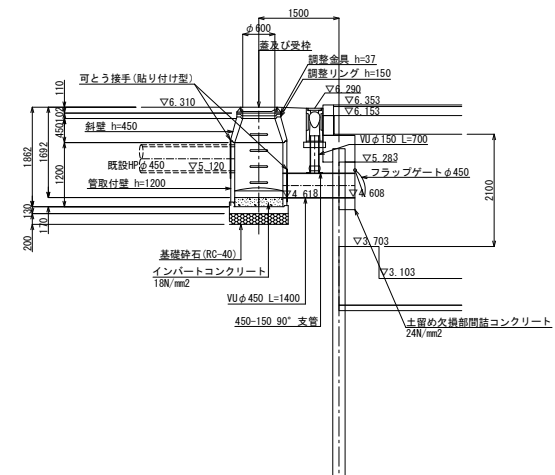 1500
φ600
蓋及び受枠
調整金具 h=37
可とう接手(貼り付け型)
調整リング h=150
▽6.290
▽6.310
▽6.353
▽6.153
110
102
450
斜壁 h=450
VUφ150 L=700
1862
1692
既設HPφ450
▽5.120
▽5.283
フラップゲートφ450
1200
管取付壁 h=1200
2100
▽4.618
▽4.608
130
170
200
基礎砕石(RC-40)
▽3.703
インバートコンクリート
18N/mm2
▽3.103
VUφ450 L=1400
450-150 90°支管
土留め欠損部間詰コンクリート
24N/mm2